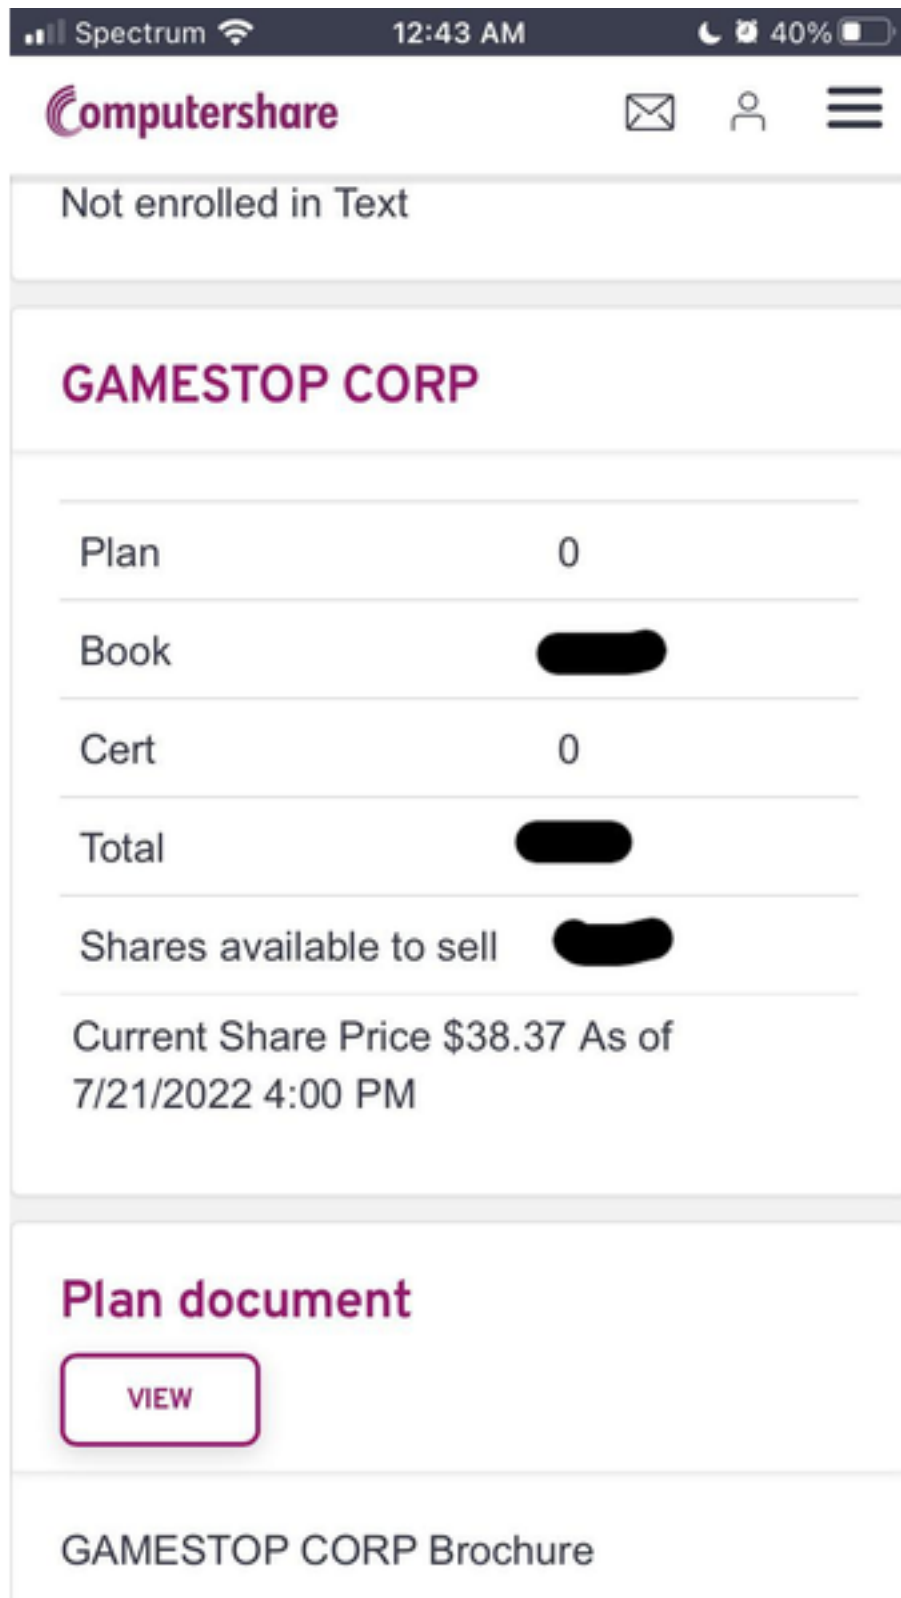 Spectrum 12:43 AM 40%
Computershare
Not enrolled in Text
GAMESTOP CORP
Plan 0
Book
Cert 0
Total
Shares available to sell
Current Share Price $38.37 As of
7/21/2022 4:00 PM
Plan document
VIEW
GAMESTOP CORP Brochure